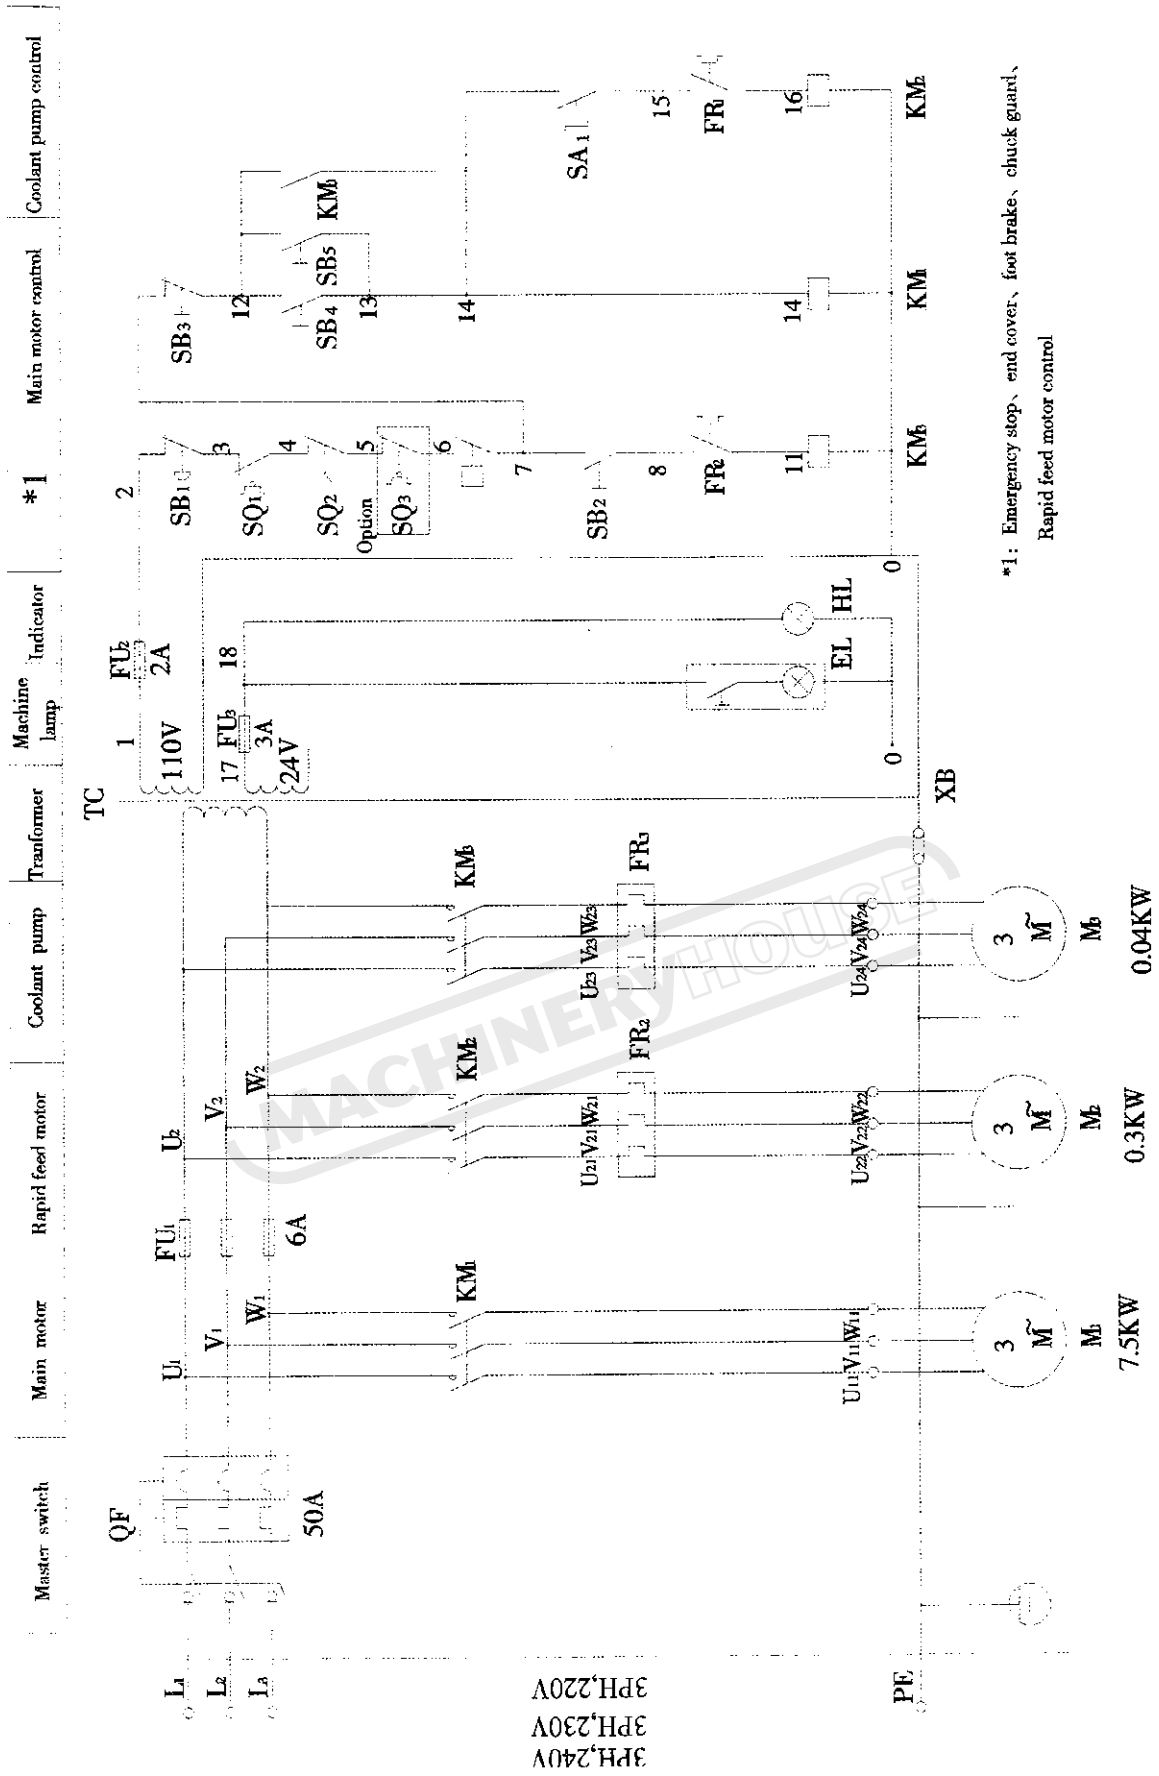 Master switch
Main motor
Rapid feed motor
Coolant pump
Tranformer
Machine lamp
Indicator
*1
Main motor control
Coolant pump control
L1
L2
L3
QF
50A
U1
V1
W1
FU1
6A
U2
V2
W2
TC
1
110V
FU2
2A
17
FU3
3A
24V
18
2
SB1
3
SQ1
4
SQ2
5
Option
SQ3
6
7
SB2
8
FR2
11
KM3
SB3
12
SB4
SB5
KM1
13
14
14
KM1
SA1
15
FR1
16
KM2
EL
HL
0
0
XB
KM1
KM2
KM3
U21
V21
W21
FR2
U23
V23
W23
FR3
U11
V11
W11
U22
V22
W22
U24
V24
W24
3
M~
M1
7.5KW
3
M~
M2
0.3KW
3
M~
M3
0.04KW
PE
3PH,220V
3PH,230V
3PH,240V
*1: Emergency stop、end cover、foot brake、chuck guard、
Rapid feed motor control
MACHINERYHOUSE